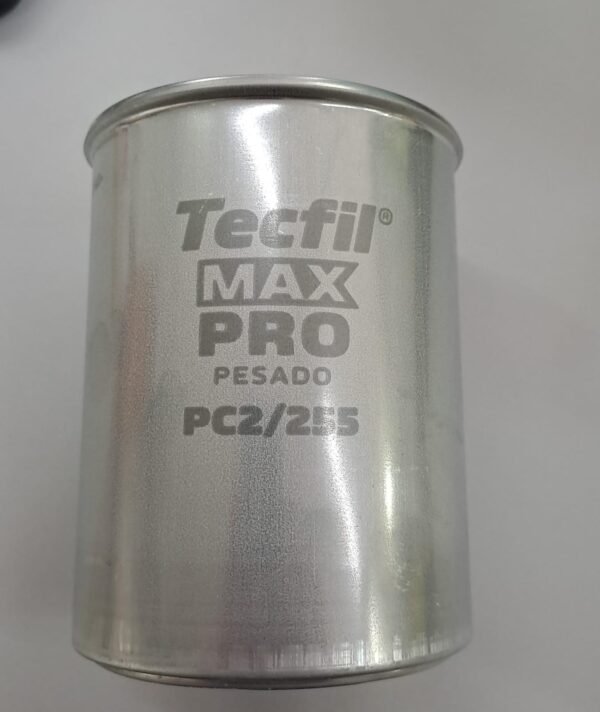 Tecfil®
MAX
PRO
PESADO
PC2/255